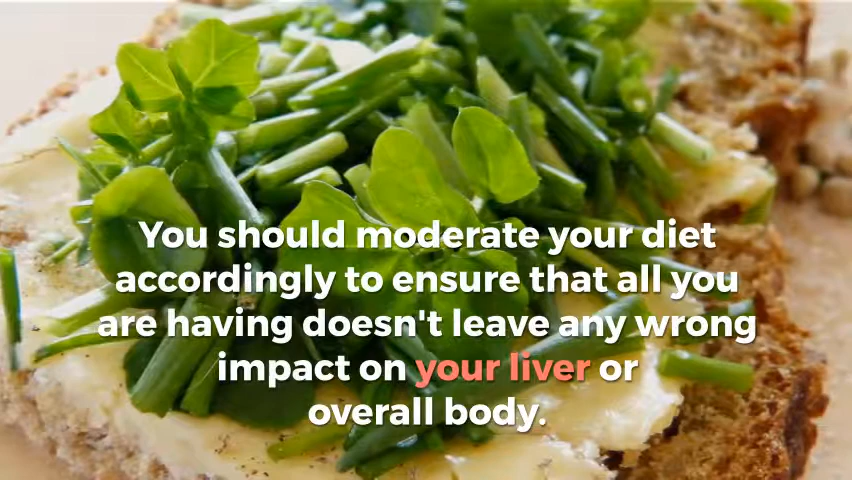 You should moderate your diet
accordingly to ensure that all you
are having doesn't leave any wrong
impact on your liver or
overall body.